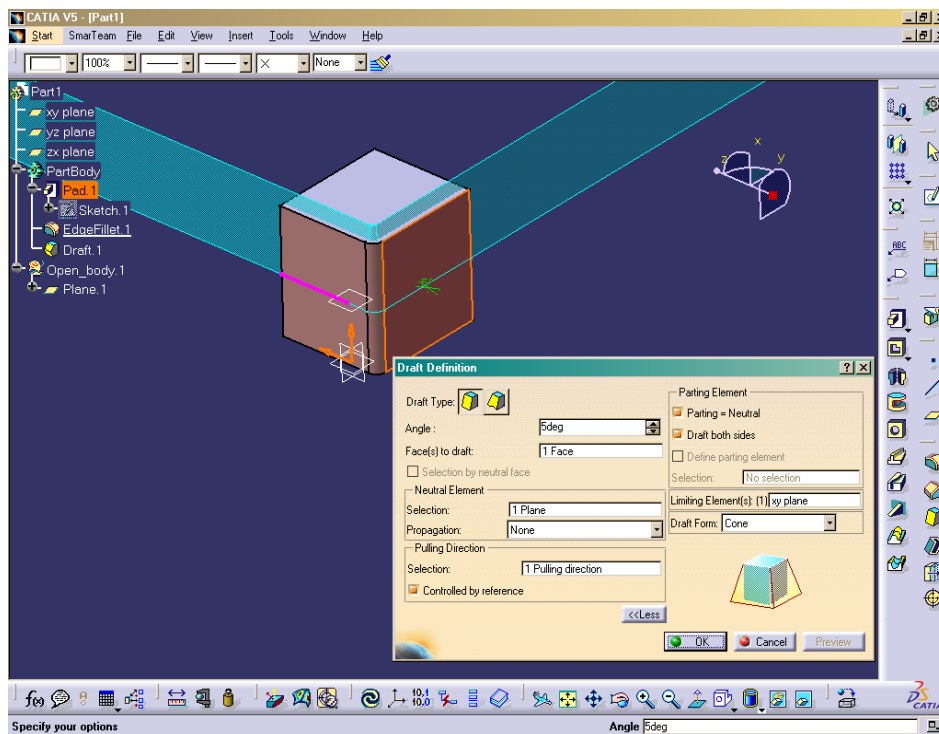 CATIA V5 - [Part1]
Start SmarTeam File Edit View Insert Tools Window Help
100% None
Part1
xy plane
yz plane
zx plane
PartBody
Pad.1
Sketch.1
EdgeFillet.1
Draft.1
Open_body.1
Plane.1
x
y
z
ABC
Draft Definition
Draft Type:
Angle : 5deg
Face(s) to draft: 1 Face
Selection by neutral face
Neutral Element
Selection: 1 Plane
Propagation: None
Pulling Direction
Selection: 1 Pulling direction
Controlled by reference
Parting Element
Parting = Neutral
Draft both sides
Define parting element
Selection: No selection
Limiting Element(s): (1) xy plane
Draft Form: Cone
<<Less
OK Cancel Preview
f(x) 10,1
10,0
CATIA
Specify your options Angle 5deg